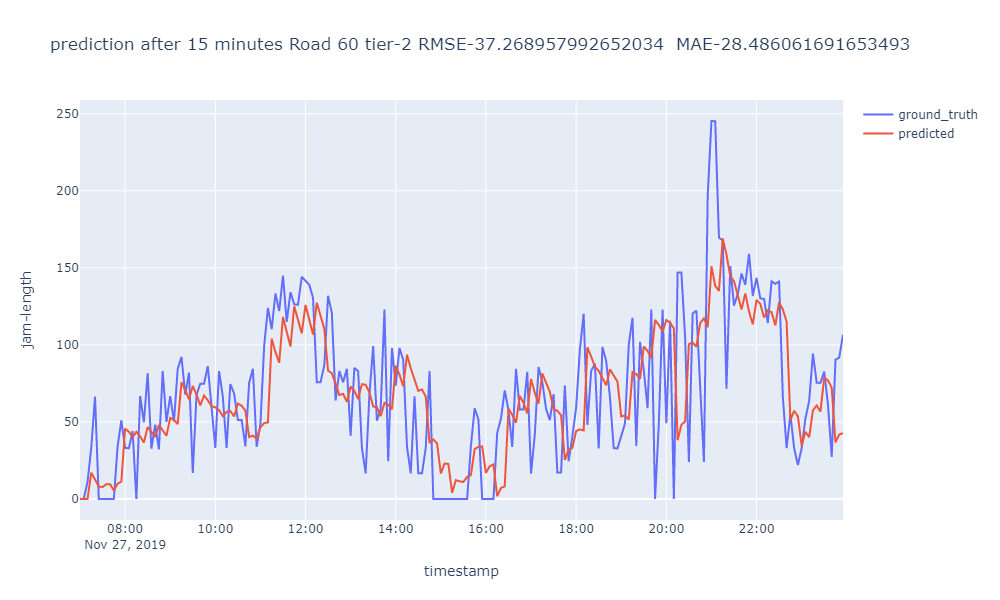 prediction after 15 minutes Road 60 tier-2 RMSE-37.268957992652034 MAE-28.486061691653493
250
200
150
100
50
0
jam-length
08:00 10:00 12:00 14:00 16:00 18:00 20:00 22:00
Nov 27, 2019
timestamp
ground_truth
predicted